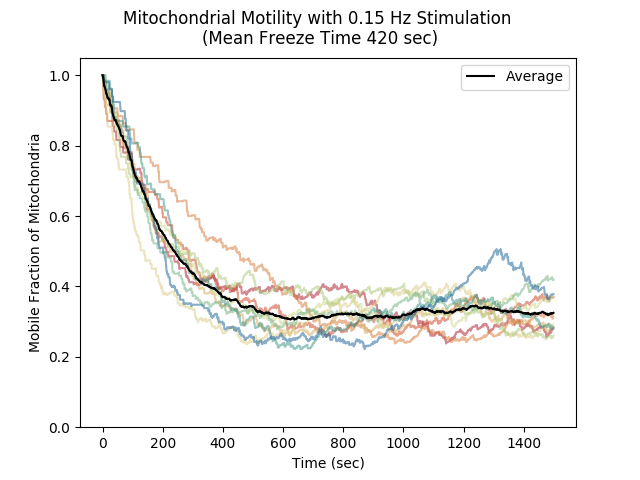 Mitochondrial Motility with 0.15 Hz Stimulation
(Mean Freeze Time 420 sec)
Average
Mobile Fraction of Mitochondria
1.0
0.8
0.6
0.4
0.2
0.0
0 200 400 600 800 1000 1200 1400
Time (sec)